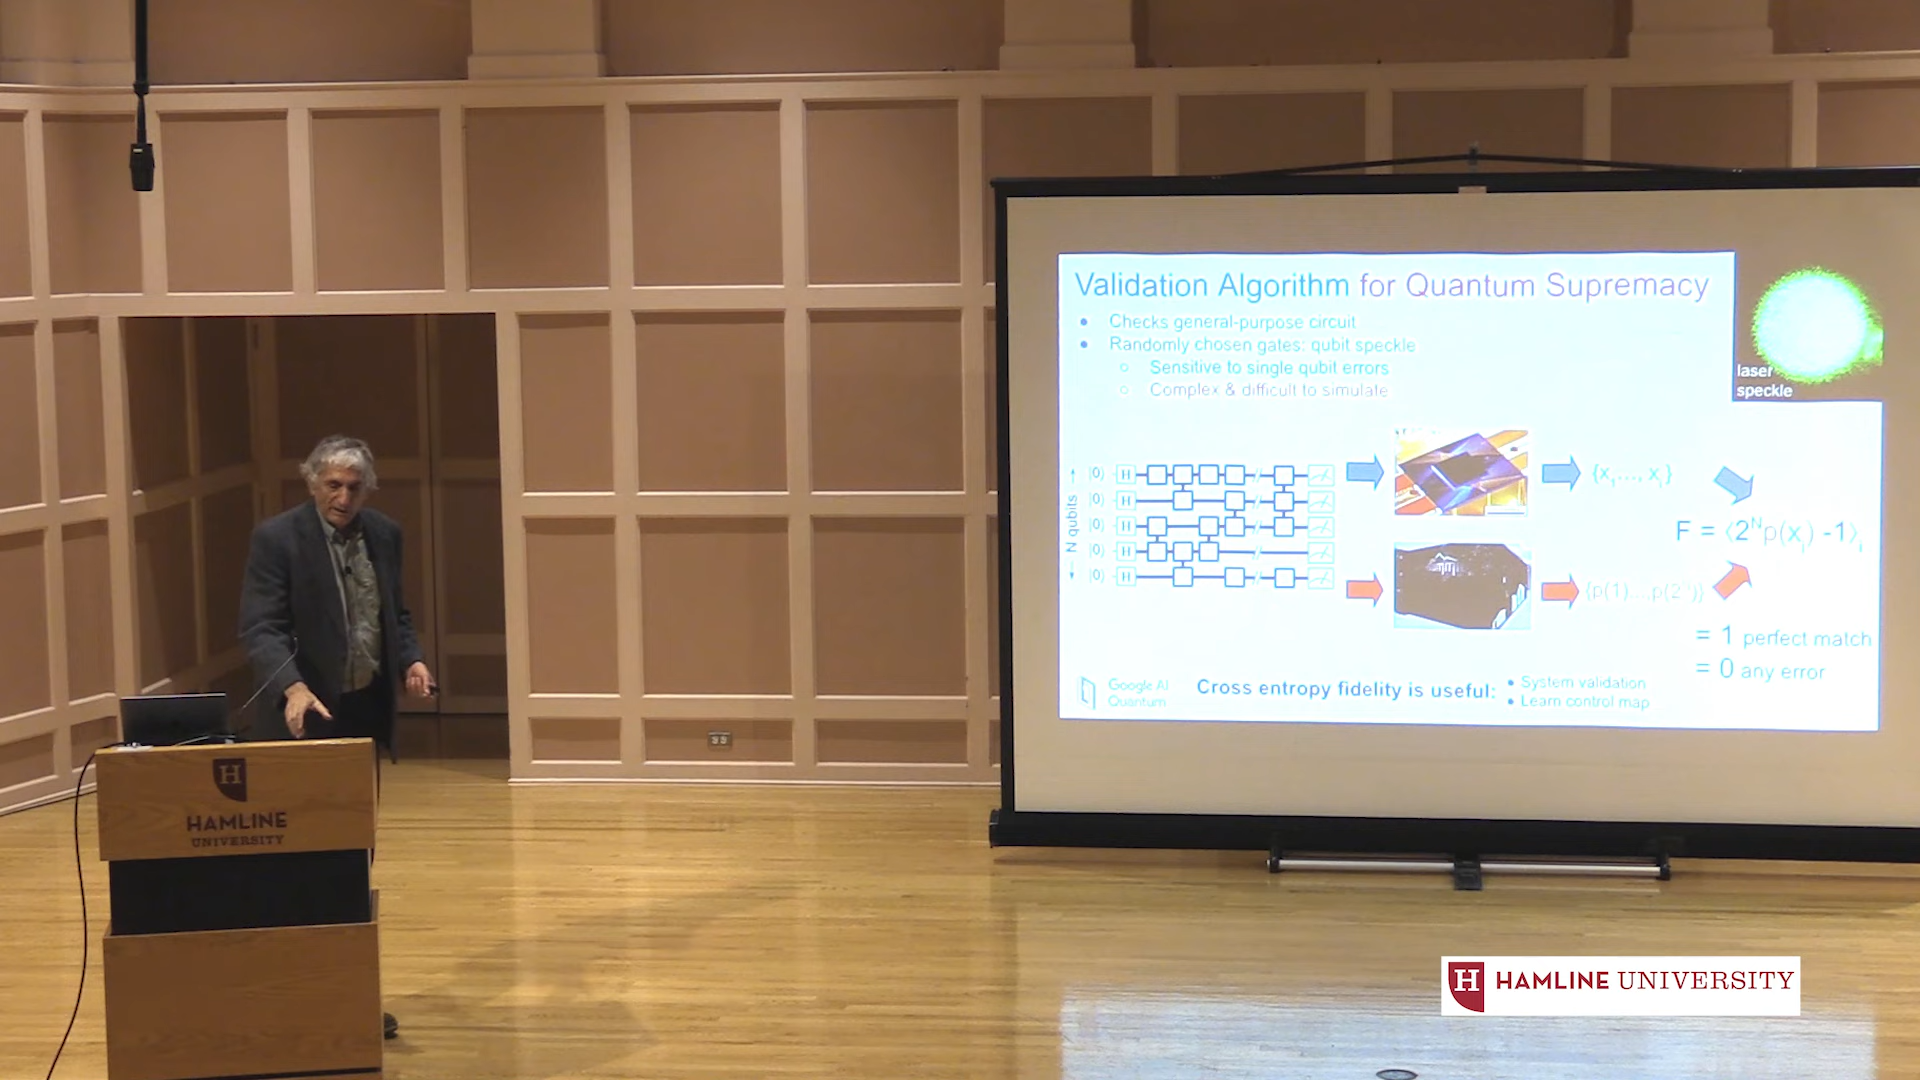 Validation Algorithm for Quantum Supremacy
• Checks general-purpose circuit
• Randomly chosen gates: qubit speckle
○ Sensitive to single qubit errors
○ Complex & difficult to simulate
laser
speckle
N qubits
|0⟩ H
|0⟩ H
|0⟩ H
|0⟩ H
|0⟩ H
{x₁,..., xᵢ}
F = ⟨2ᴺp(xᵢ) -1⟩ᵢ
{p(1),...,p(2ᴺ)}
= 1 perfect match
= 0 any error
Google AI
Quantum
Cross entropy fidelity is useful:
• System validation
• Learn control map
H
HAMLINE
UNIVERSITY
H HAMLINE UNIVERSITY